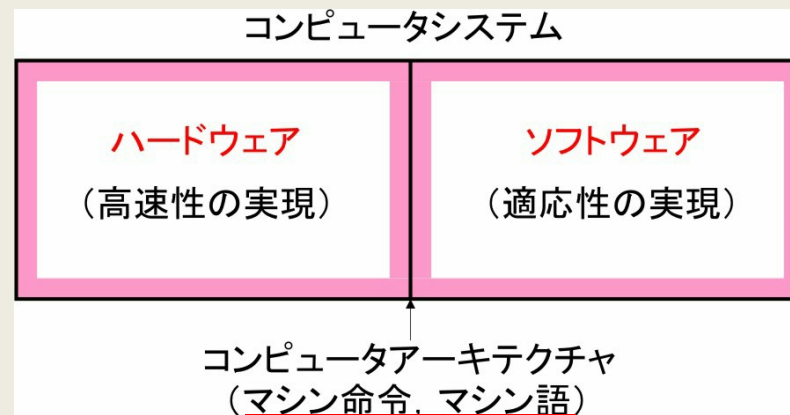 コンピュータシステム
ハードウェア ソフトウェア
（高速性の実現） （適応性の実現）
コンピュータアーキテクチャ
（マシン命令，マシン語）